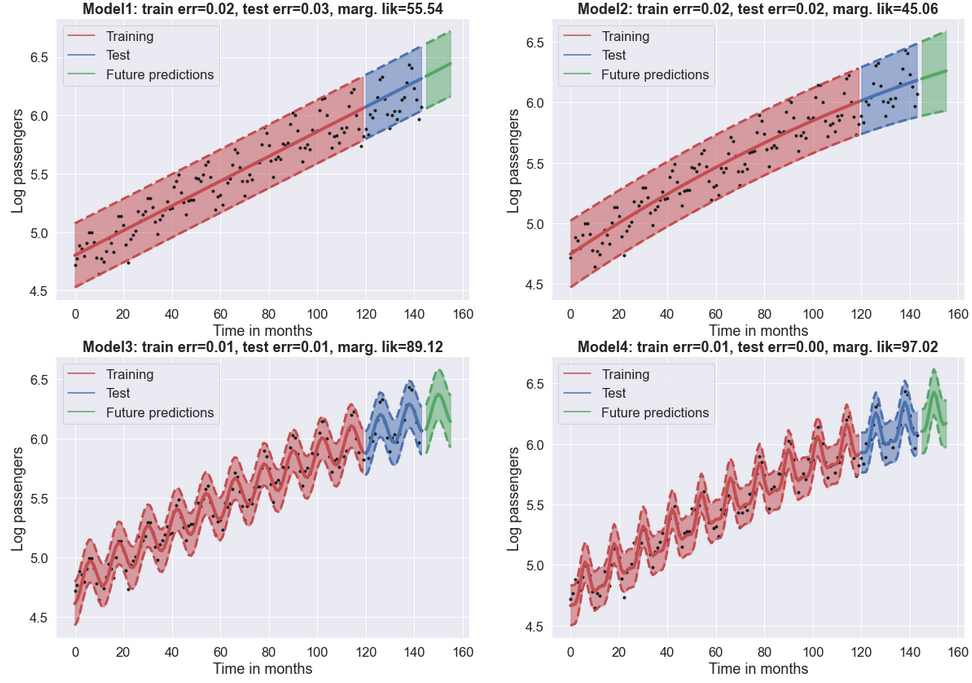 Model1: train err=0.02, test err=0.03, marg. lik=55.54
Training
Test
Future predictions
6.5
6.0
5.5
5.0
4.5
Log passengers
0 20 40 60 80 100 120 140 160
Time in months
Model2: train err=0.02, test err=0.02, marg. lik=45.06
Training
Test
Future predictions
6.5
6.0
5.5
5.0
4.5
Log passengers
0 20 40 60 80 100 120 140 160
Time in months
Model3: train err=0.01, test err=0.01, marg. lik=89.12
Training
Test
Future predictions
6.5
6.0
5.5
5.0
4.5
Log passengers
0 20 40 60 80 100 120 140 160
Time in months
Model4: train err=0.01, test err=0.00, marg. lik=97.02
Training
Test
Future predictions
6.5
6.0
5.5
5.0
4.5
Log passengers
0 20 40 60 80 100 120 140 160
Time in months